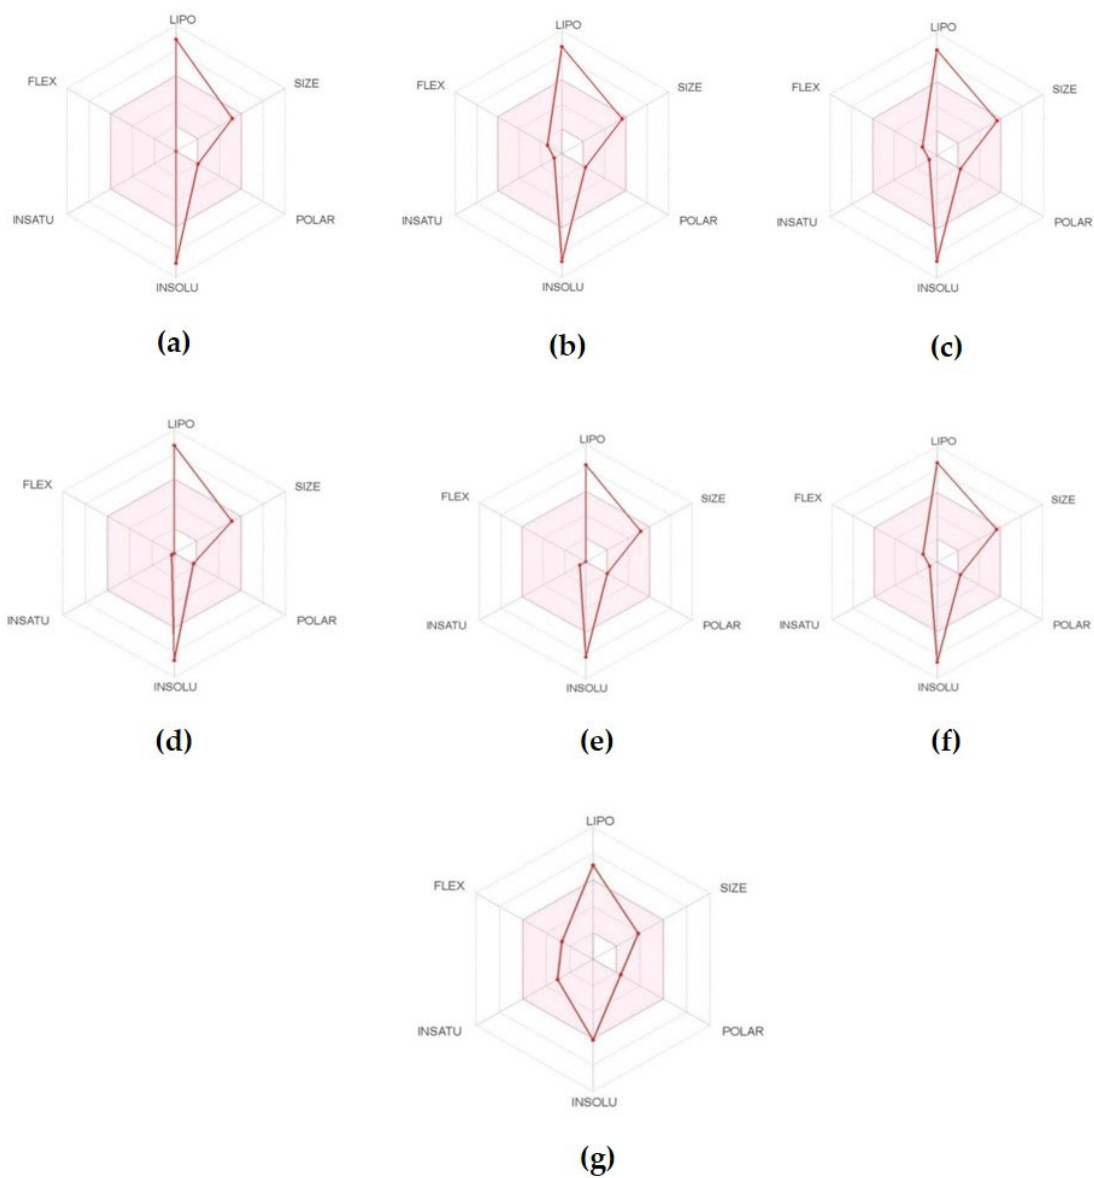 LIPO
FLEX
SIZE
INSATU
POLAR
INSOLU
(a)
LIPO
FLEX
SIZE
INSATU
POLAR
INSOLU
(b)
LIPO
FLEX
SIZE
INSATU
POLAR
INSOLU
(c)
LIPO
FLEX
SIZE
INSATU
POLAR
INSOLU
(d)
LIPO
FLEX
SIZE
INSATU
POLAR
INSOLU
(e)
LIPO
FLEX
SIZE
INSATU
POLAR
INSOLU
(f)
LIPO
FLEX
SIZE
INSATU
POLAR
INSOLU
(g)